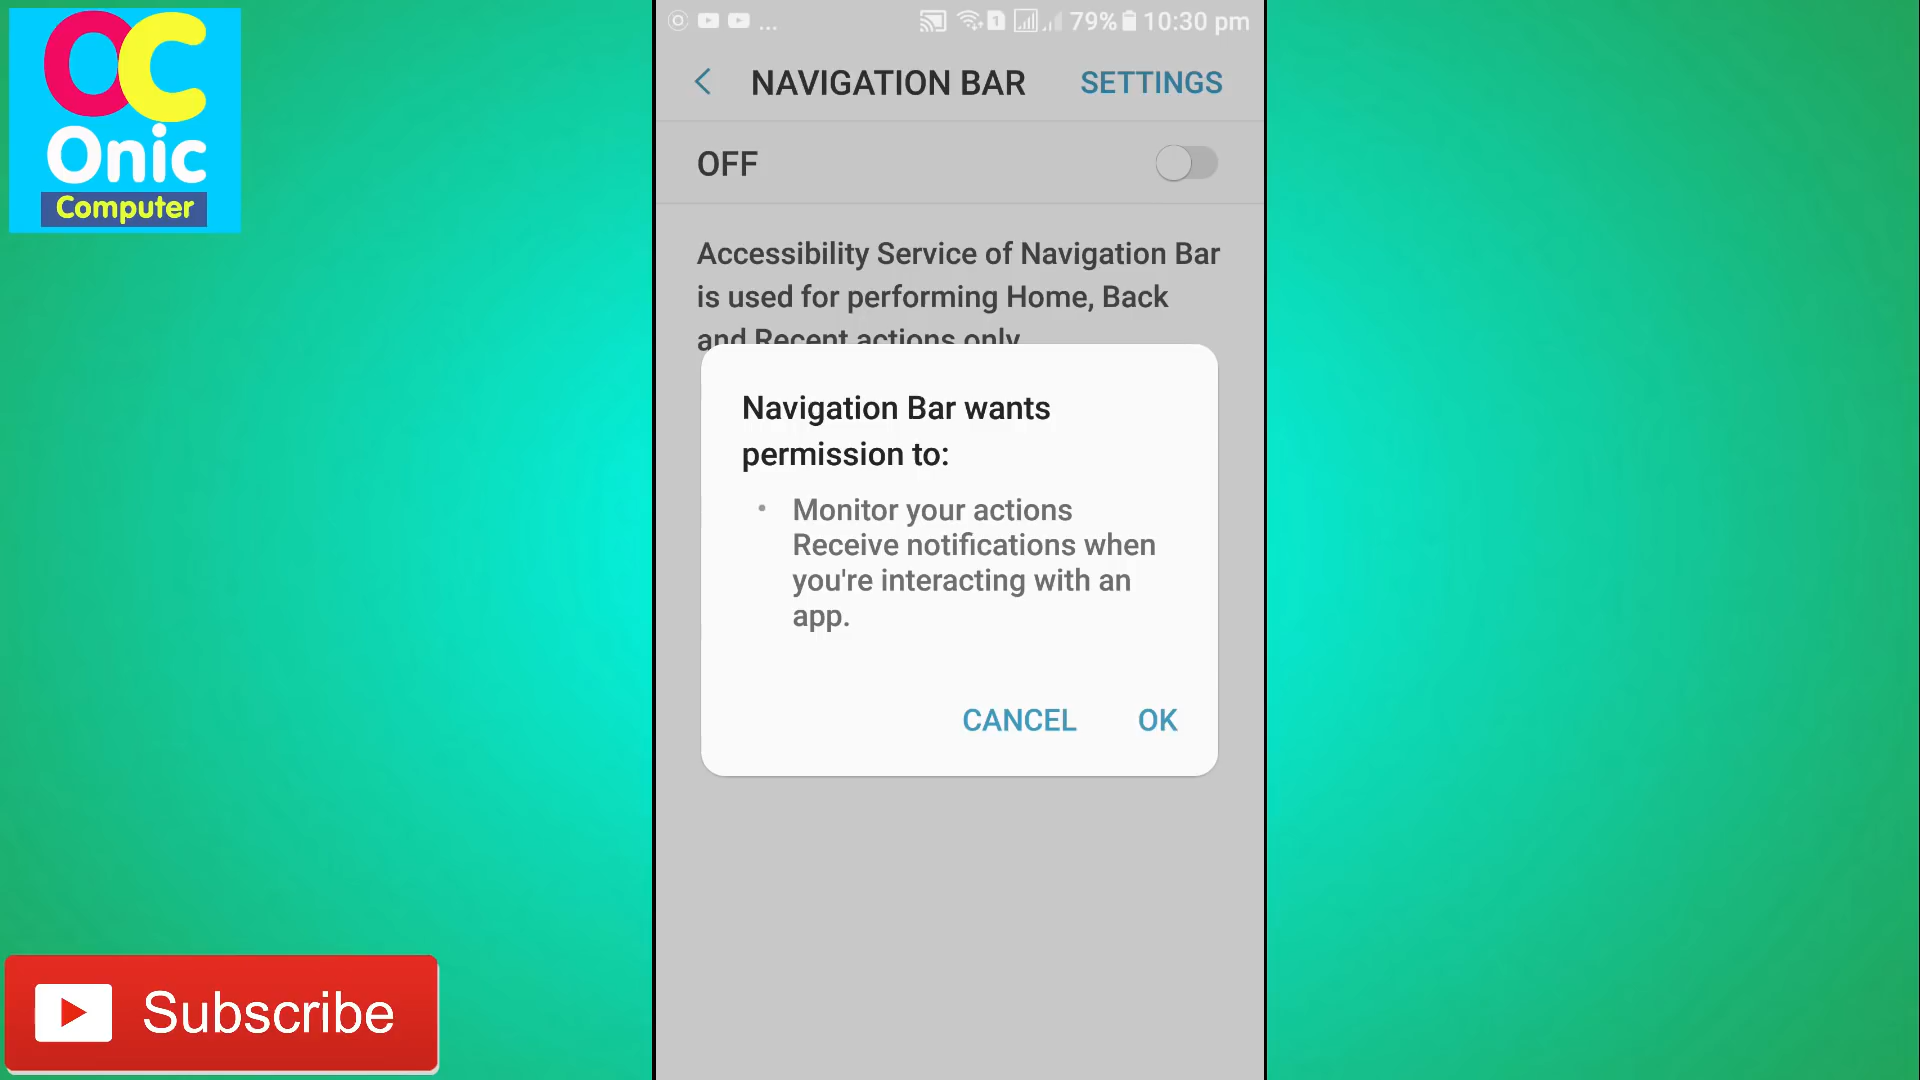 OC
Onic
Computer
... 1 79% 10:30 pm
NAVIGATION BAR SETTINGS
OFF
Accessibility Service of Navigation Bar
is used for performing Home, Back
and Recent actions only
Navigation Bar wants
permission to:
• Monitor your actions
Receive notifications when
you're interacting with an
app.
CANCEL OK
Subscribe